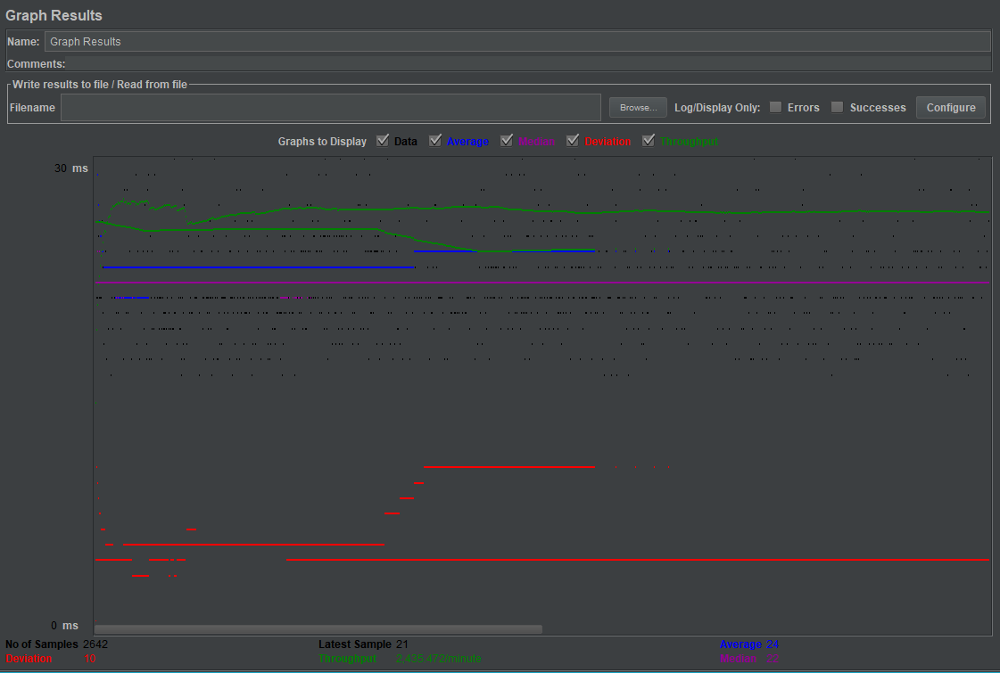 Graph Results
Name: Graph Results
Comments:
Write results to file / Read from file
Filename Browse... Log/Display Only: Errors Successes Configure
Graphs to Display Data Average Median Deviation Throughput
30 ms
0 ms
No of Samples 2642 Latest Sample 21 Average 24
Deviation 10 Throughput 2,435.472/minute Median 22